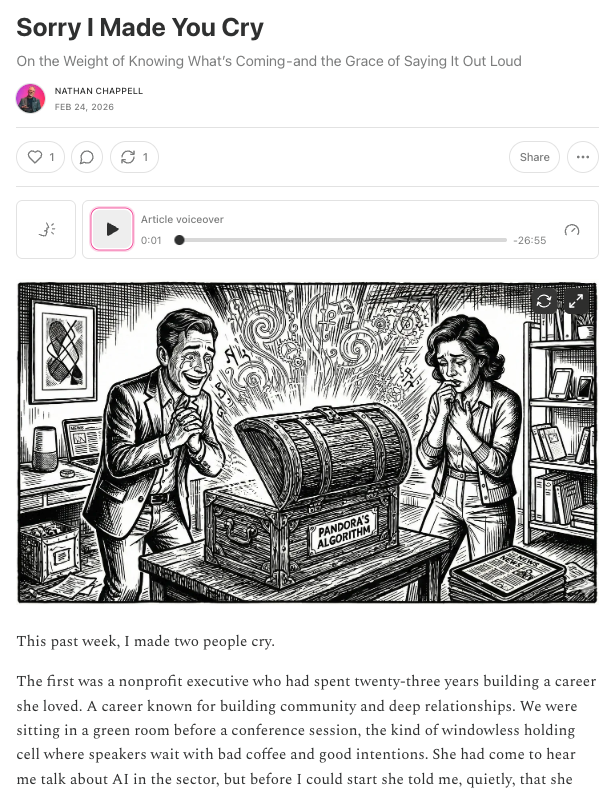 Sorry I Made You Cry
On the Weight of Knowing What's Coming-and the Grace of Saying It Out Loud
NATHAN CHAPPELL
FEB 24, 2026
1
1
Share
Article voiceover
0:01
-26:55
PANDORA'S
ALGORITHM
This past week, I made two people cry.
The first was a nonprofit executive who had spent twenty-three years building a career
she loved. A career known for building community and deep relationships. We were
sitting in a green room before a conference session, the kind of windowless holding
cell where speakers wait with bad coffee and good intentions. She had come to hear
me talk about AI in the sector, but before I could start she told me, quietly, that she